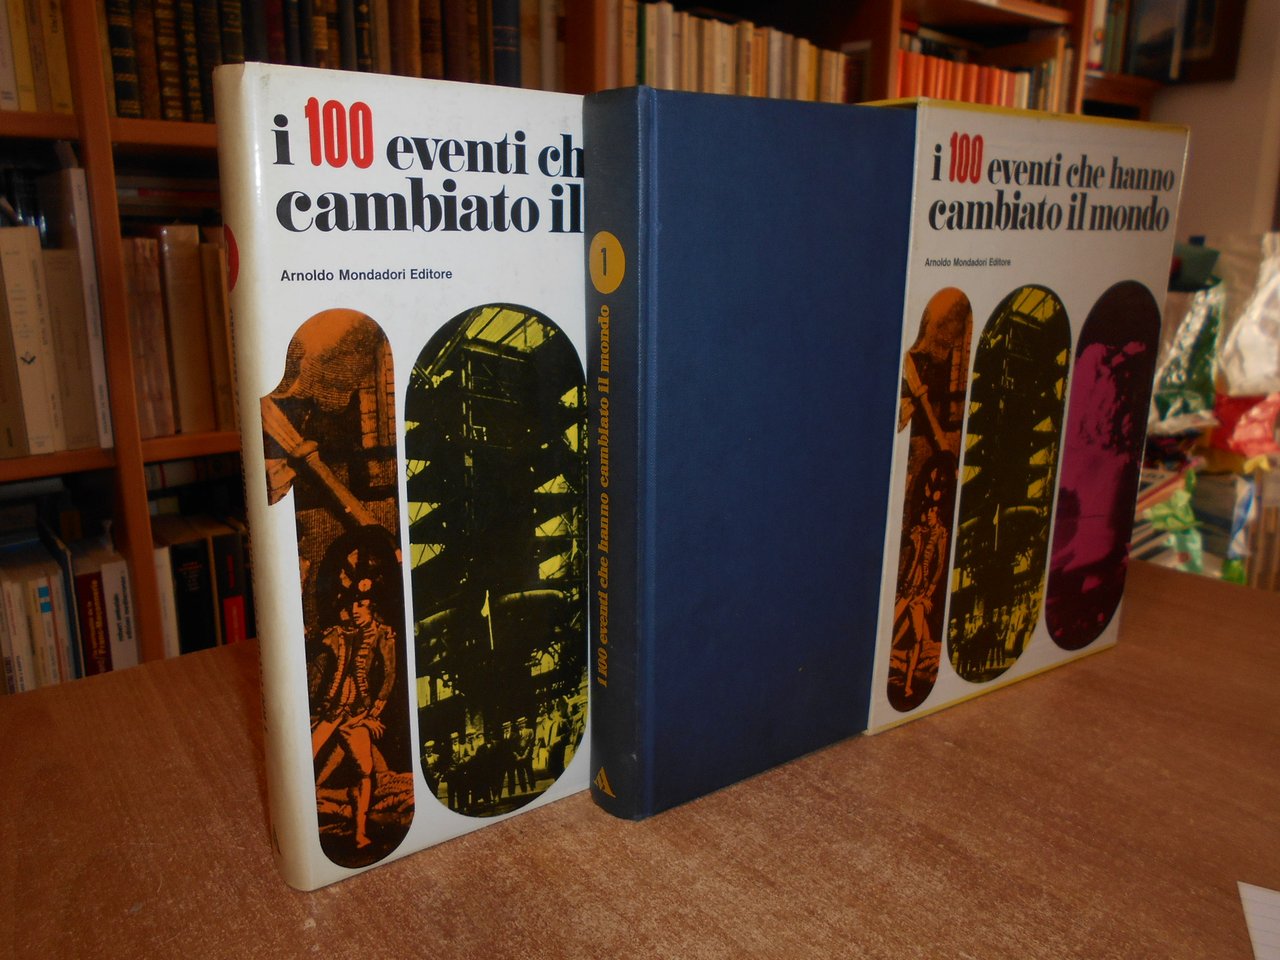 i 100 eventi ch
cambiato il
Arnoldo Mondadori Editore
1
i 100 eventi che hanno cambiato il mondo
i 100 eventi che hanno
cambiato il mondo
Arnoldo Mondadori Editore